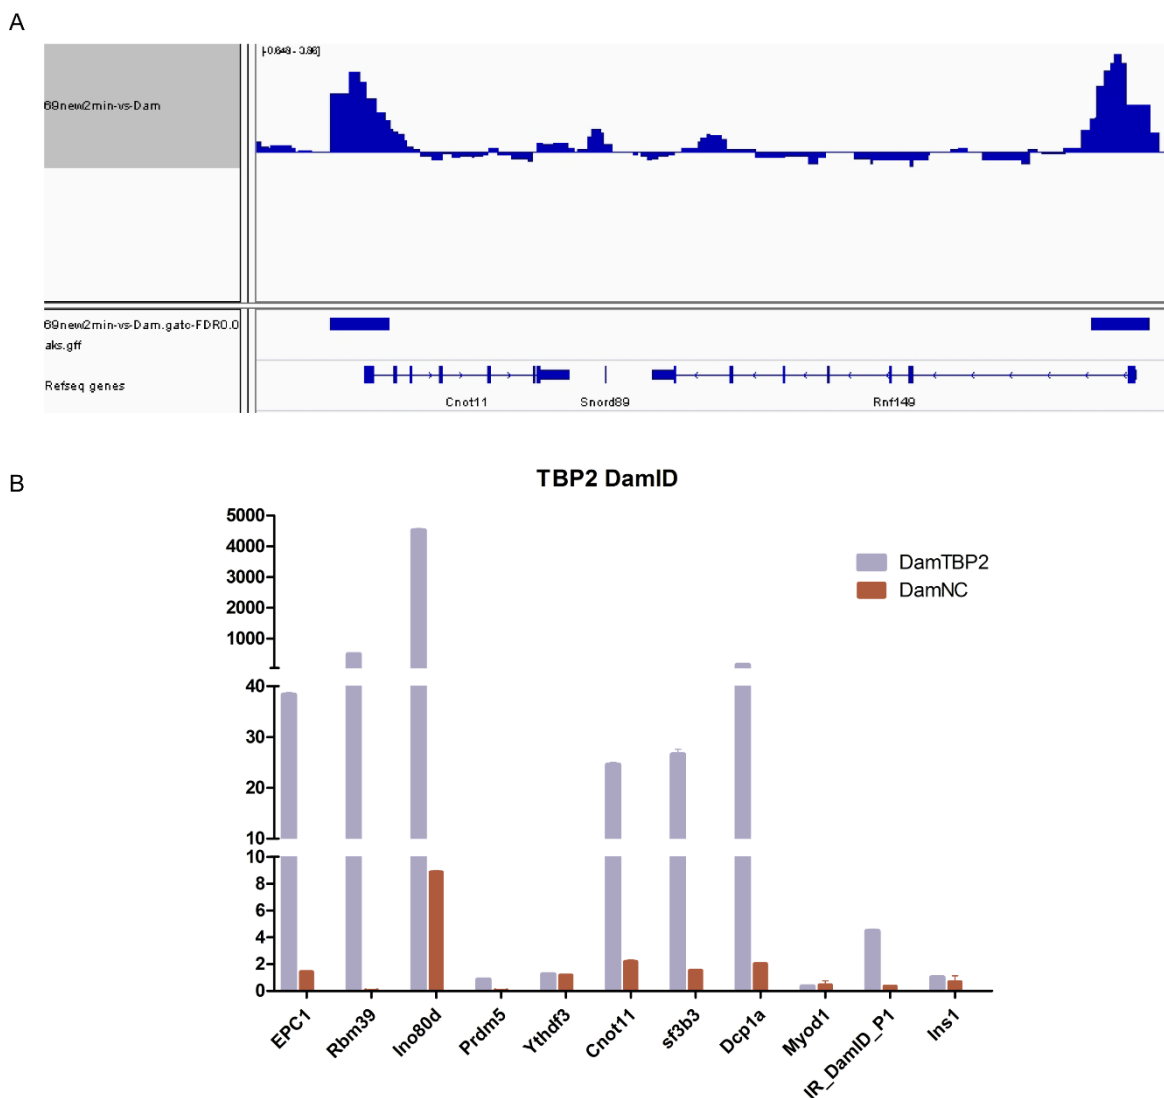 A
[-0.649 - 3.86]
69new2min-vs-Dam
69new2min-vs-Dam.gatc-FDR0.0
aks.gff
Refseq genes
Cnot11
Snord89
Rnf149
B
TBP2 DamID
5000
4000
3000
2000
1000
40
30
20
10
10
8
6
4
2
0
DamTBP2
DamNC
EPC1
Rbm39
Ino80d
Prdm5
Ythdf3
Cnot11
sf3b3
Dcp1a
Myod1
IR_DamID_P1
Ins1